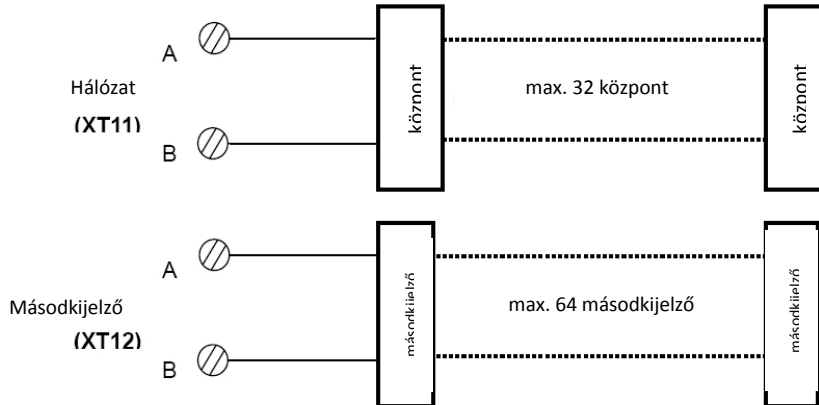 A
Hálózat
(XT11)
B
központ
max. 32 központ
központ
A
Másodkijelző
(XT12)
B
másodkijelző
max. 64 másodkijelző
másodkijelző